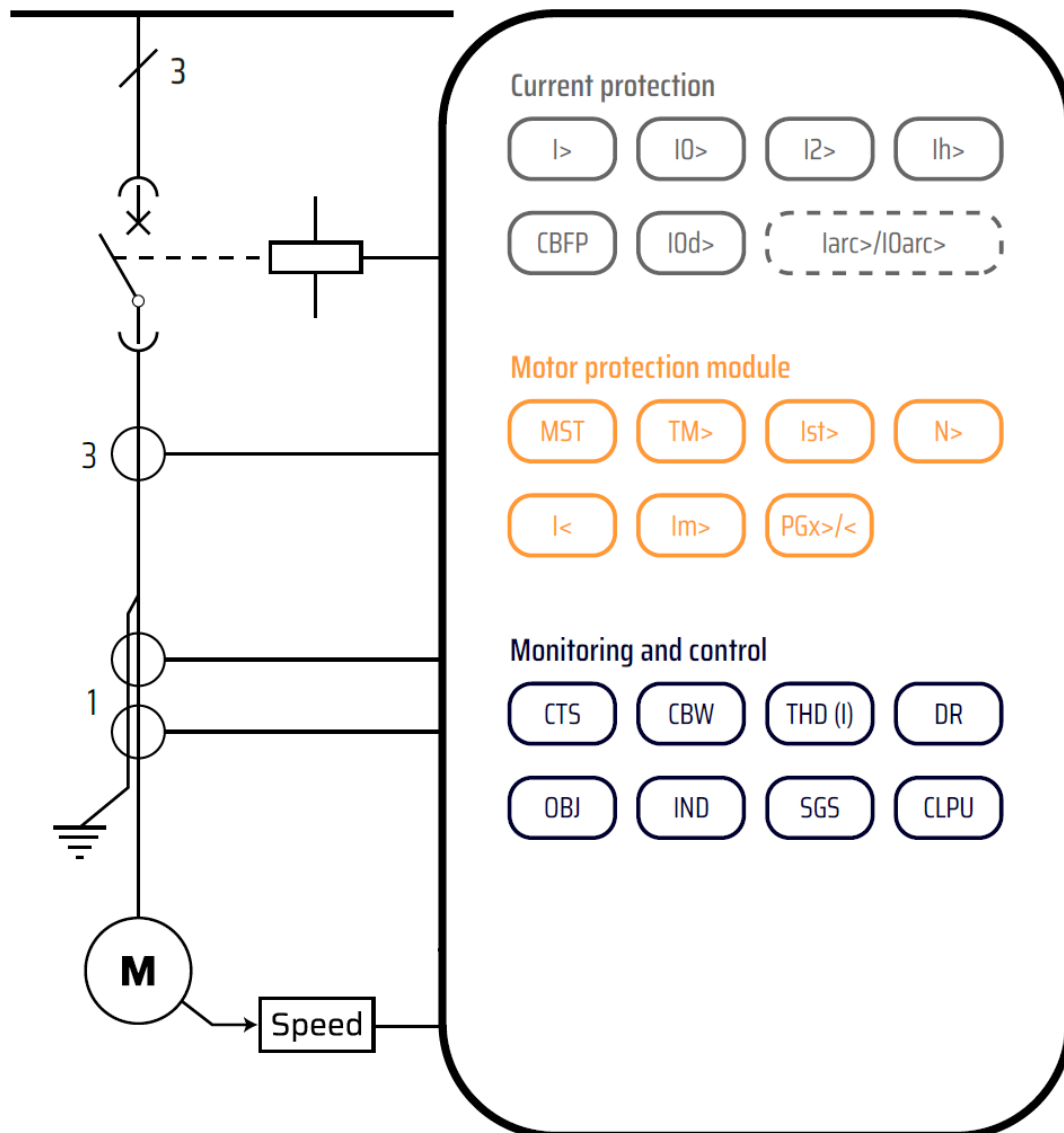 3
Current protection
I> I0> I2> Ih>
CBFP I0d> Iarc>/I0arc>
Motor protection module
MST TM> Ist> N>
3
I< Im> PGx>/<
Monitoring and control
1
CTS CBW THD (I) DR
OBJ IND SGS CLPU
M
Speed